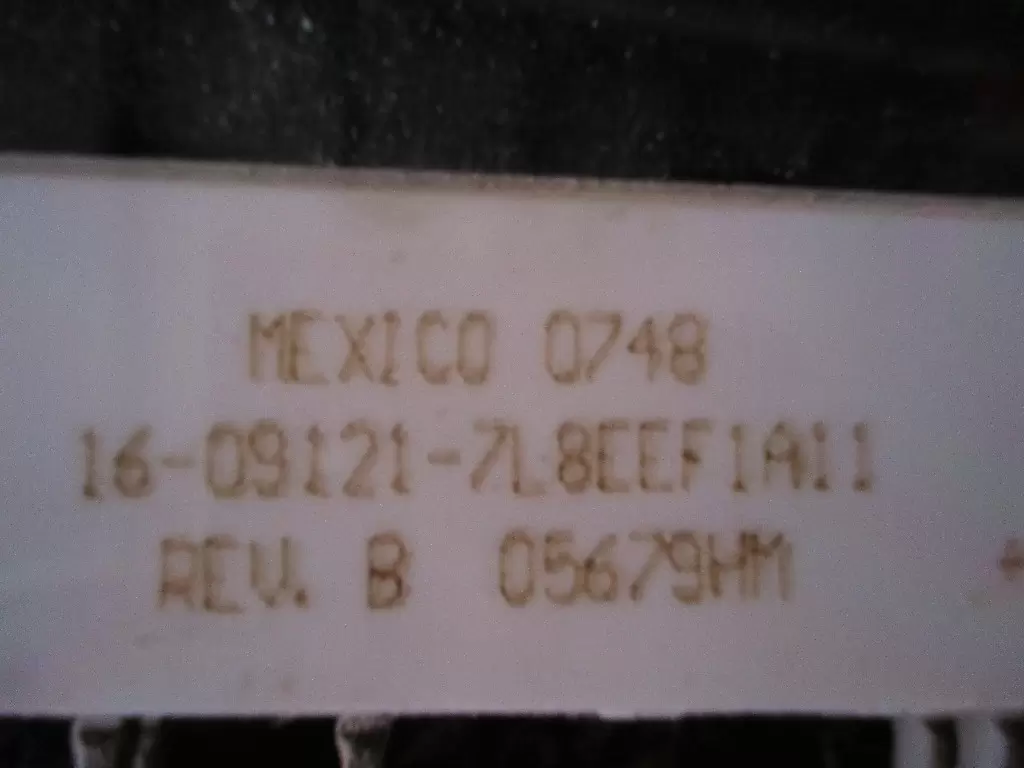 MEXICO 0748
16-09121-7L8EEF1A11
REV. B 05679HM